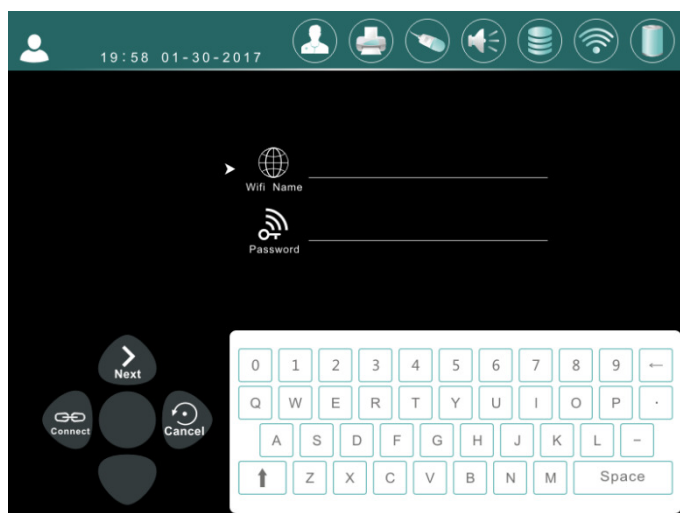 19:58 01-30-2017
Wifi Name
Password
Next
Connect
Cancel
0 1 2 3 4 5 6 7 8 9 ←
Q W E R T Y U I O P ·
A S D F G H J K L –
Z X C V B N M Space